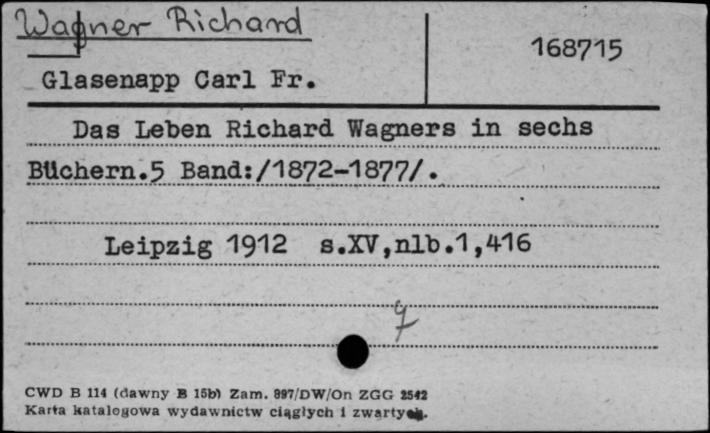 Wagner Richard
168715
Glasenapp Carl Fr.
Das Leben Richard Wagners in sechs
Büchern.5 Band:/1872-1877/.
Leipzig 1912 s.XV,nlb.1,416
CWD B 114 (dawny B 15b) Zam. 897/DW/On ZGG 2542
Karta katalogowa wydawnictw ciągłych i zwartych.